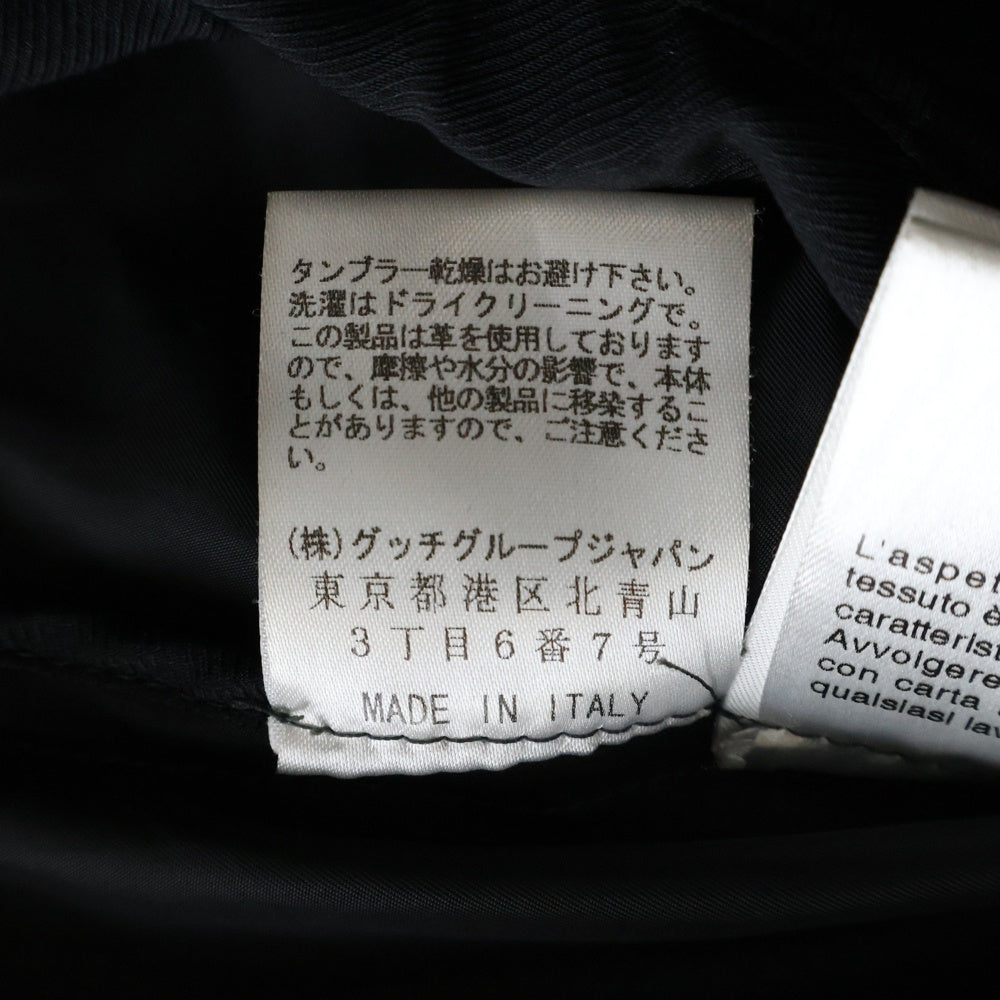 タンブラー乾燥はお避け下さい。
洗濯はドライクリーニングで。
この製品は革を使用しております
ので、摩擦や水分の影響で、本体
もしくは、他の製品に移染するこ
とがありますので、ご注意くださ
い。
(株)グッチグループジャパン
東京都港区北青山
3丁目6番7号
MADE IN ITALY
L'aspet
tessuto è
caratterist
Avvolgere
con carta
qualsiasi lav